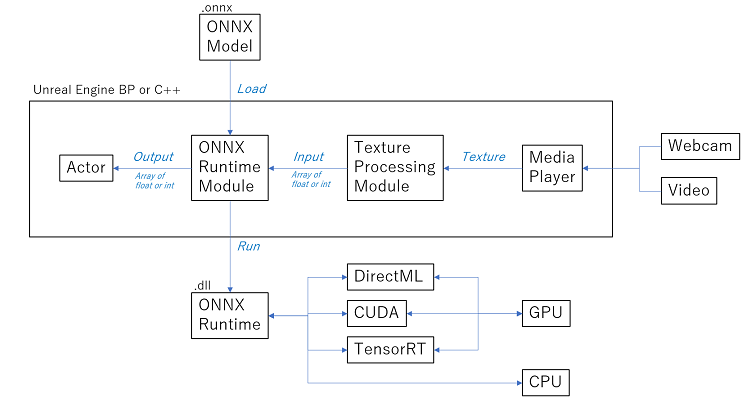 .onnx
ONNX
Model
Unreal Engine BP or C++
Load
Actor
Output
Array of
float or int
ONNX
Runtime
Module
Input
Array of
float or int
Texture
Processing
Module
Texture
Media
Player
Webcam
Video
Run
.dll
ONNX
Runtime
DirectML
CUDA
TensorRT
GPU
CPU